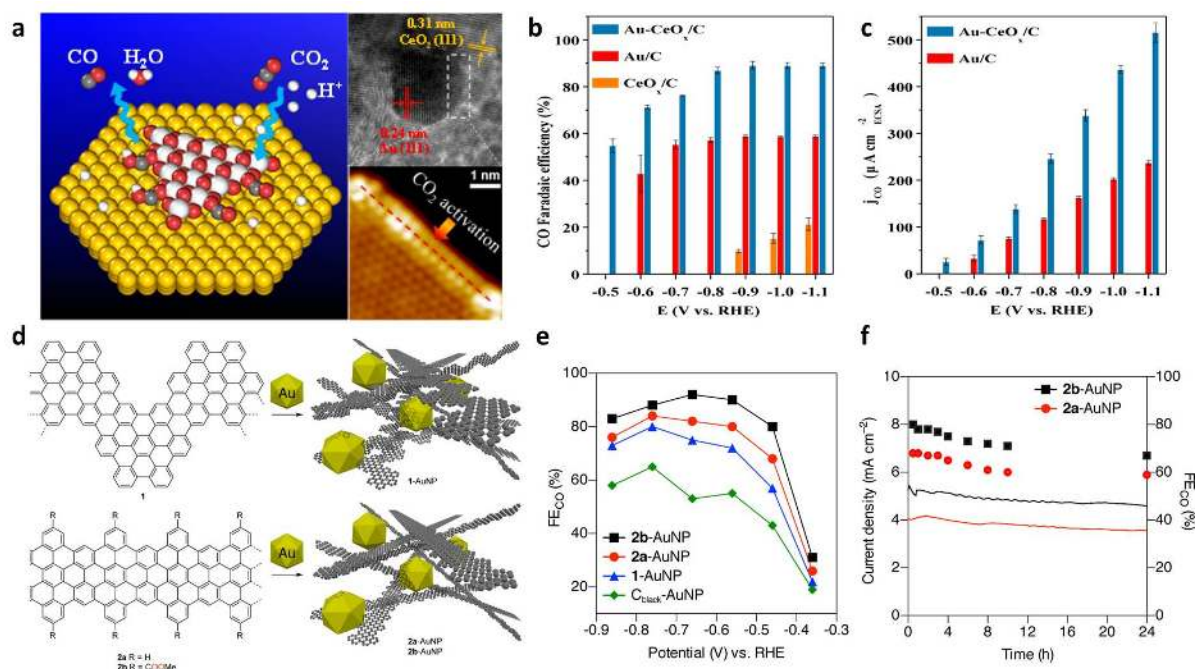 a
CO
H₂O
CO₂
H⁺
0.31 nm
CeO₂ (111)
0.24 nm
Au (111)
1 nm
CO₂ activation
b
Au-CeOₓ/C
Au/C
CeOₓ/C
CO Faradaic efficiency (%)
100
80
60
40
20
0
-0.5 -0.6 -0.7 -0.8 -0.9 -1.0 -1.1
E (V vs. RHE)
c
Au-CeOₓ/C
Au/C
j_CO (μA cm⁻²_ECSA)
500
400
300
200
100
0
-0.5 -0.6 -0.7 -0.8 -0.9 -1.0 -1.1
E (V vs. RHE)
d
Au
1
1-AuNP
R R R R
Au
R R R R
2a R = H
2b R = COOMe
2a-AuNP
2b-AuNP
e
FE_CO (%)
100
80
60
40
20
2b-AuNP
2a-AuNP
1-AuNP
C_black-AuNP
-0.9 -0.8 -0.7 -0.6 -0.5 -0.4 -0.3
Potential (V) vs. RHE
f
2b-AuNP
2a-AuNP
Current density (mA cm⁻²)
10
8
6
4
2
0
FE_CO (%)
100
80
60
40
20
0
0 4 8 12 16 20 24
Time (h)